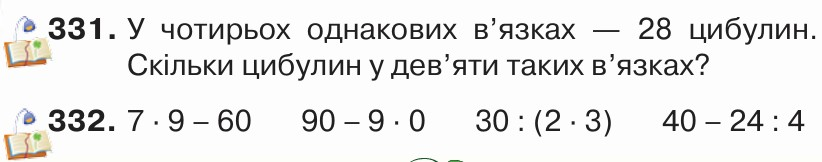 331. У чотирьох однакових в’язках — 28 цибулин.
Скільки цибулин у дев’яти таких в’язках?
332. 7 · 9 – 60 90 – 9 · 0 30 : (2 · 3) 40 – 24 : 4